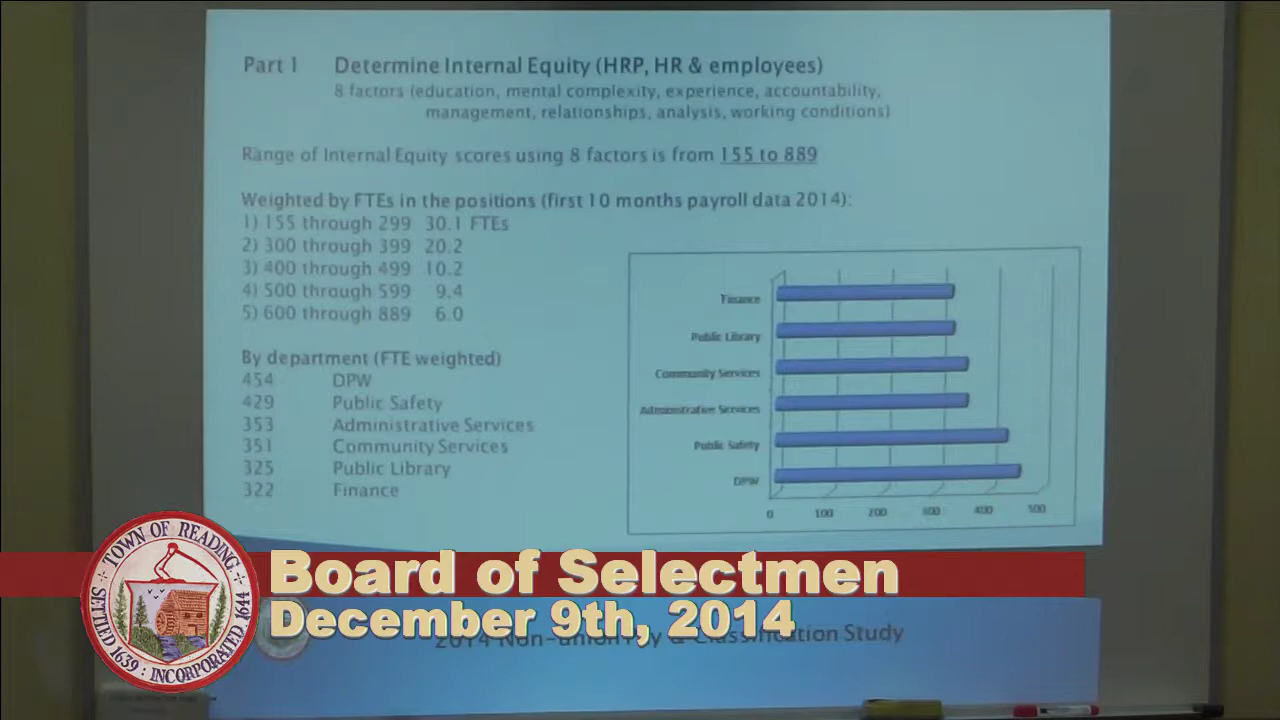 Part 1 Determine Internal Equity (HRP, HR & employees)
8 factors (education, mental complexity, experience, accountability,
management, relationships, analysis, working conditions)
Range of Internal Equity scores using 8 factors is from 155 to 889
Weighted by FTEs in the positions (first 10 months payroll data 2014):
1) 155 through 299 30.1 FTEs
2) 300 through 399 20.2
3) 400 through 499 10.2
4) 500 through 599 9.4
5) 600 through 889 6.0
By department (FTE weighted)
454 DPW
429 Public Safety
353 Administrative Services
351 Community Services
325 Public Library
322 Finance
Finance
Public Library
Community Services
Administrative Services
Public Safety
DPW
0 100 200 300 400 500
TOWN OF READING
SETTLED 1639 : INCORPORATED 1644
Board of Selectmen
December 9th, 2014
2014 Non-union Pay & Classification Study